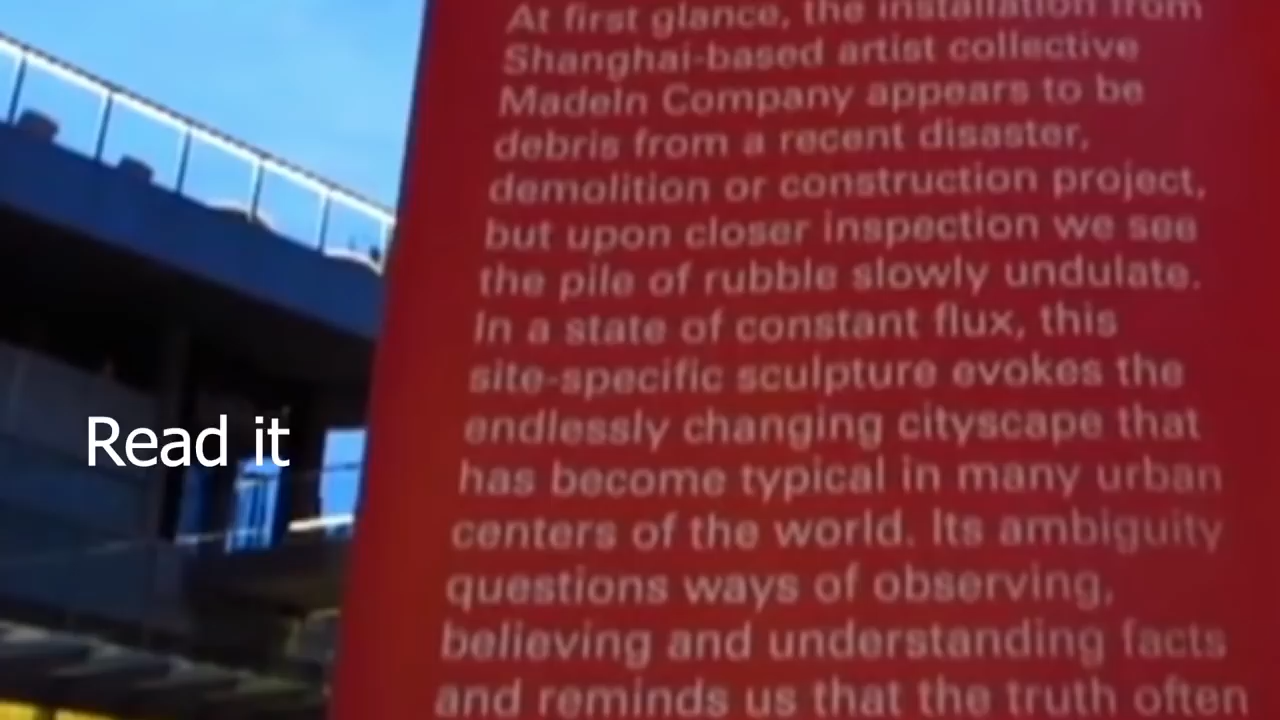 At first glance, the installation from
Shanghai-based artist collective
MadeIn Company appears to be
debris from a recent disaster,
demolition or construction project,
but upon closer inspection we see
the pile of rubble slowly undulate.
In a state of constant flux, this
site-specific sculpture evokes the
endlessly changing cityscape that
has become typical in many urban
centers of the world. Its ambiguity
questions ways of observing,
believing and understanding facts
and reminds us that the truth often
Read it